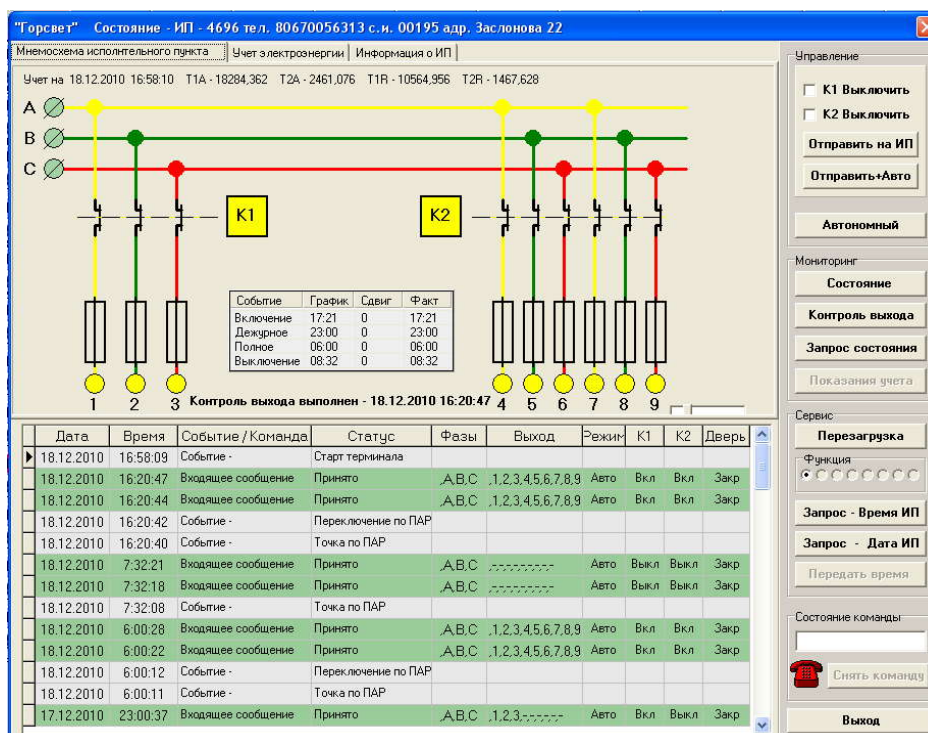 "Горсвет" Состояние - ИП - 4696 тел. 80670056313 с.и. 00195 адр. Заслонова 22
Мнемосхема исполнтельного пункта Учет электроэнергии Информация о ИП
Учет на 18.12.2010 16:58:10 Т1А - 18284,362 Т2А - 2461,076 T1R - 10564,956 T2R - 1467,628
A
B
C
K1 K2
Событие График Сдвиг Факт
Включение 17:21 0 17:21
Дежурное 23:00 0 23:00
Полное 06:00 0 06:00
Выключение 08:32 0 08:32
1 2 3 Контроль выхода выполнен - 18.12.2010 16:20:47 4 5 6 7 8 9
Дата Время Событие / Команда Статус Фазы Выход Режим К1 К2 Дверь
18.12.2010 16:58:09 Событие - Старт терминала
18.12.2010 16:20:47 Входящее сообщение Принято ,A,B,C ,1,2,3,4,5,6,7,8,9 Авто Вкл Вкл Закр
18.12.2010 16:20:44 Входящее сообщение Принято ,A,B,C ,1,2,3,4,5,6,7,8,9 Авто Вкл Вкл Закр
18.12.2010 16:20:42 Событие - Переключение по ПАР
18.12.2010 16:20:40 Событие - Точка по ПАР
18.12.2010 7:32:21 Входящее сообщение Принято ,A,B,C ,-,-,-,-,-,-,-,-,- Авто Выкл Выкл Закр
18.12.2010 7:32:18 Входящее сообщение Принято ,A,B,C ,-,-,-,-,-,-,-,-,- Авто Выкл Выкл Закр
18.12.2010 7:32:08 Событие - Точка по ПАР
18.12.2010 6:00:28 Входящее сообщение Принято ,A,B,C ,1,2,3,4,5,6,7,8,9 Авто Вкл Вкл Закр
18.12.2010 6:00:22 Входящее сообщение Принято ,A,B,C ,1,2,3,4,5,6,7,8,9 Авто Вкл Вкл Закр
18.12.2010 6:00:12 Событие - Переключение по ПАР
18.12.2010 6:00:11 Событие - Точка по ПАР
17.12.2010 23:00:37 Входящее сообщение Принято ,A,B,C ,1,2,3,-,-,-,-,-,- Авто Вкл Выкл Закр
Управление
К1 Выключить
К2 Выключить
Отправить на ИП
Отправить+Авто
Автономный
Мониторинг
Состояние
Контроль выхода
Запрос состояния
Показания учета
Сервис
Перезагрузка
Функция
Запрос - Время ИП
Запрос - Дата ИП
Передать время
Состояние команды
Снять команду
Выход